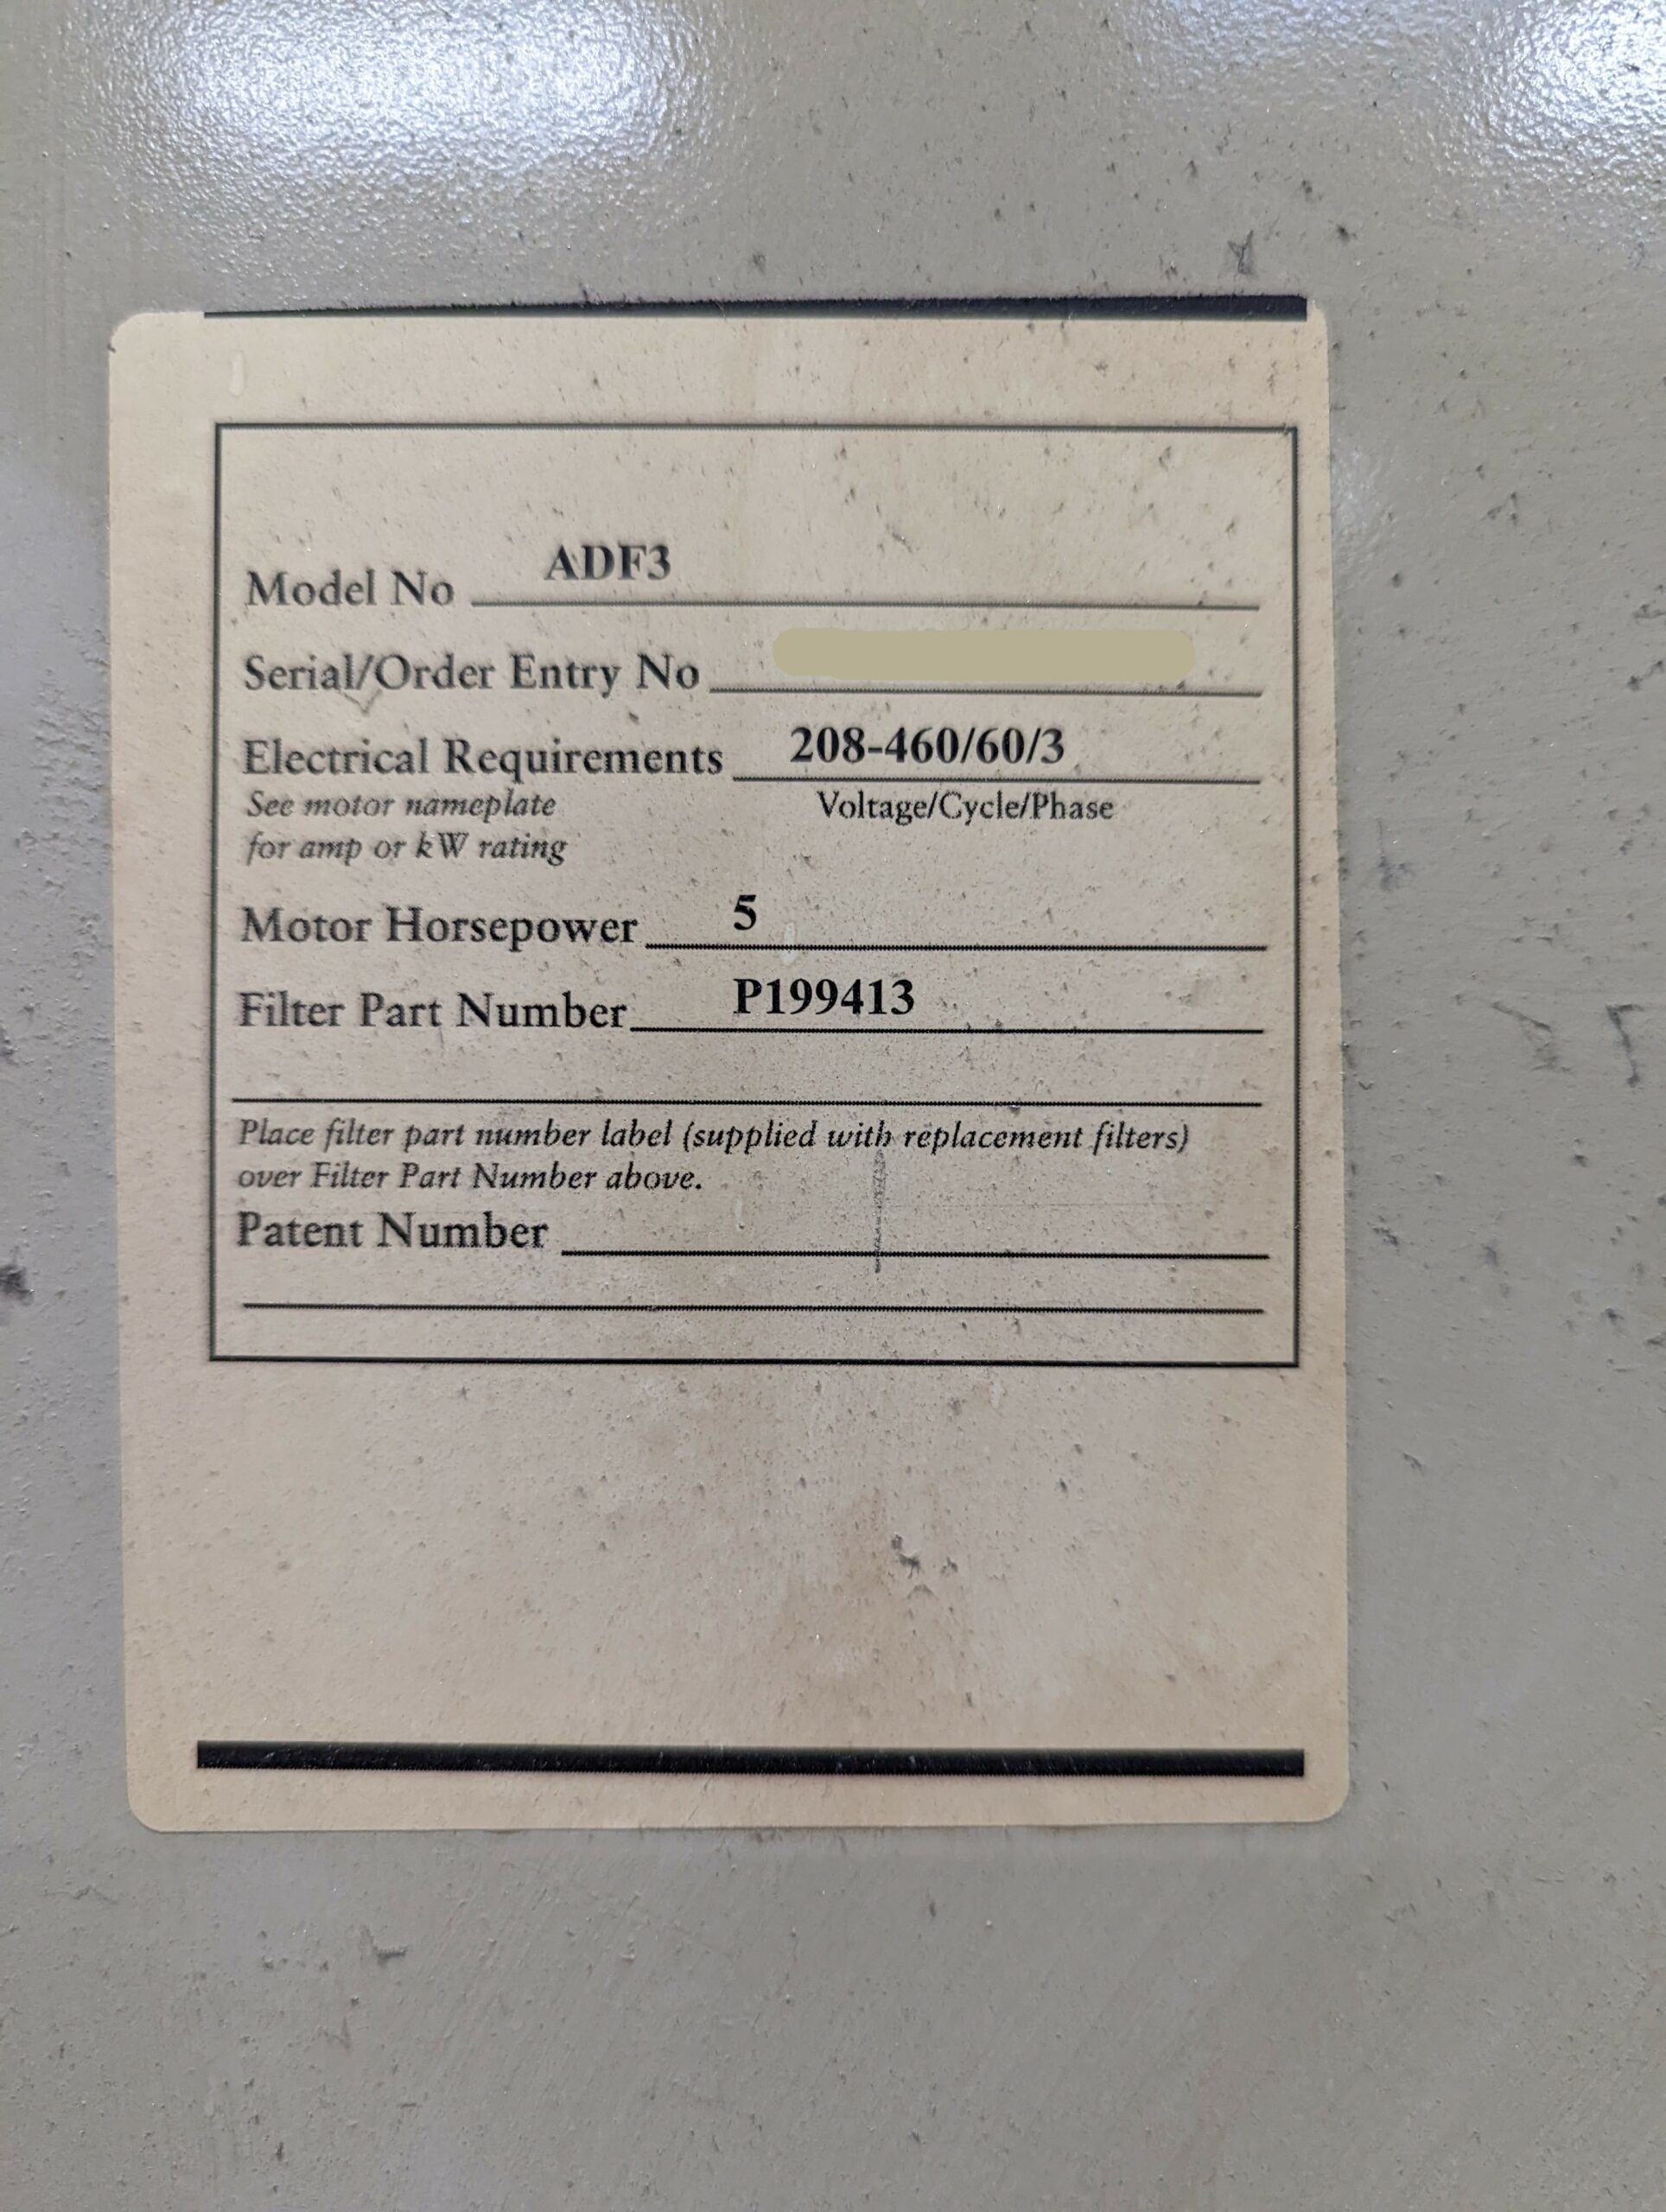 Model No ADF3
Serial/Order Entry No
Electrical Requirements 208-460/60/3
See motor nameplate Voltage/Cycle/Phase
for amp or kW rating
Motor Horsepower 5
Filter Part Number P199413
Place filter part number label (supplied with replacement filters)
over Filter Part Number above.
Patent Number